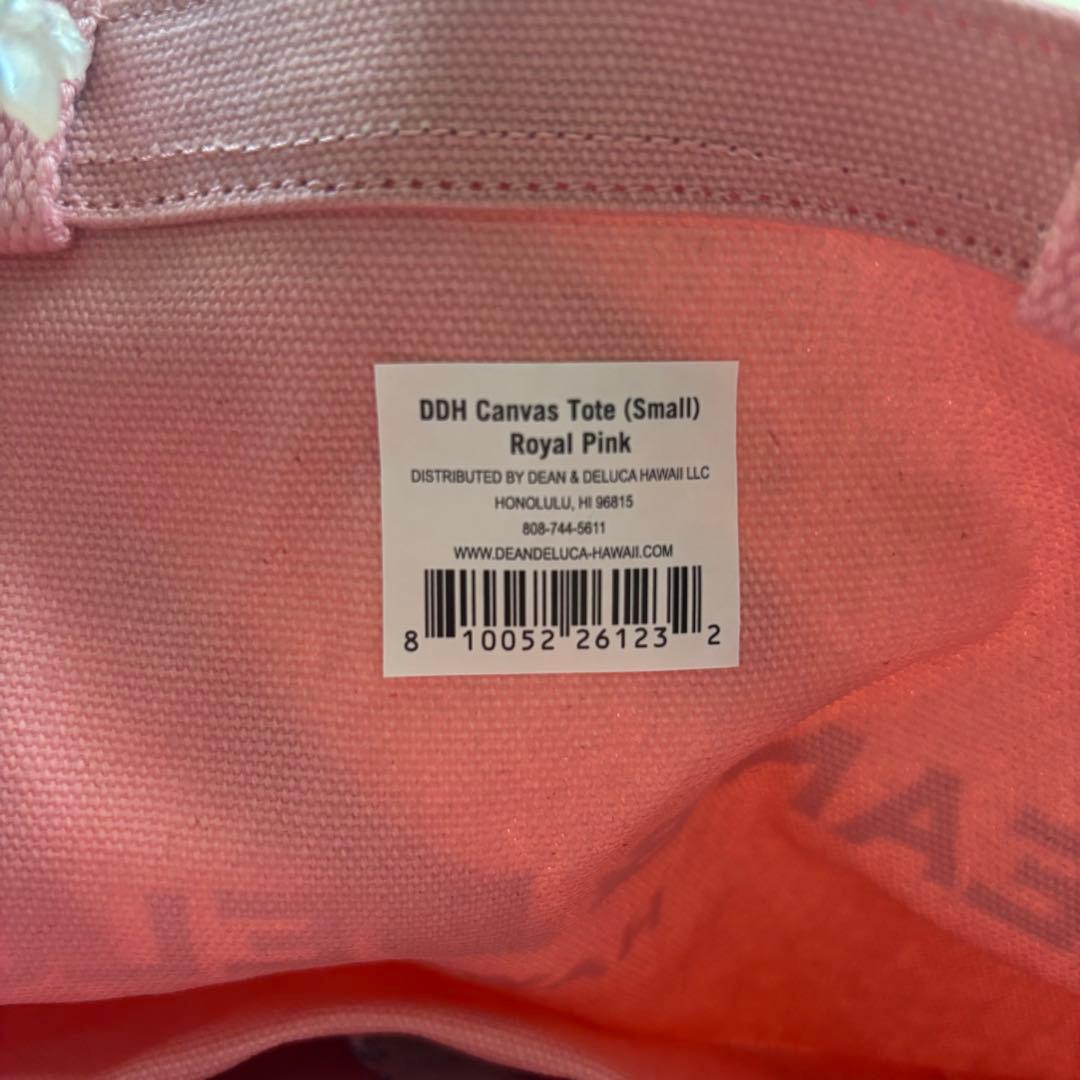 DDH Canvas Tote (Small)
Royal Pink
DISTRIBUTED BY DEAN & DELUCA HAWAII LLC
HONOLULU, HI 96815
808-744-5611
WWW.DEANDELUCA-HAWAII.COM
8 10052 26123 2